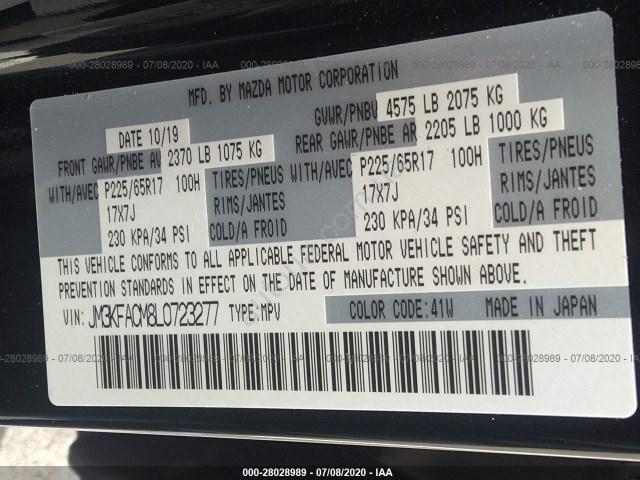 000-28028989 · 07/08/2020 - IAA
MFD. BY MAZDA MOTOR CORPORATION
DATE 10/19
GVWR/PNBV 4575 LB 2075 KG
FRONT GAWR/PNBE AV 2370 LB 1075 KG
REAR GAWR/PNBE AR 2205 LB 1000 KG
WITH/AVEC P225/65R17 100H TIRES/PNEUS
17X7J RIMS/JANTES
230 KPA/34 PSI COLD/A FROID
WITH/AVEC P225/65R17 100H TIRES/PNEUS
17X7J RIMS/JANTES
230 KPA/34 PSI COLD/A FROID
THIS VEHICLE CONFORMS TO ALL APPLICABLE FEDERAL MOTOR VEHICLE SAFETY AND THEFT
PREVENTION STANDARDS IN EFFECT ON THE DATE OF MANUFACTURE SHOWN ABOVE.
VIN: JM3KFACM8L0723277 TYPE:MPV
COLOR CODE:41W MADE IN JAPAN
000-28028989 - 07/08/2020 - IAA